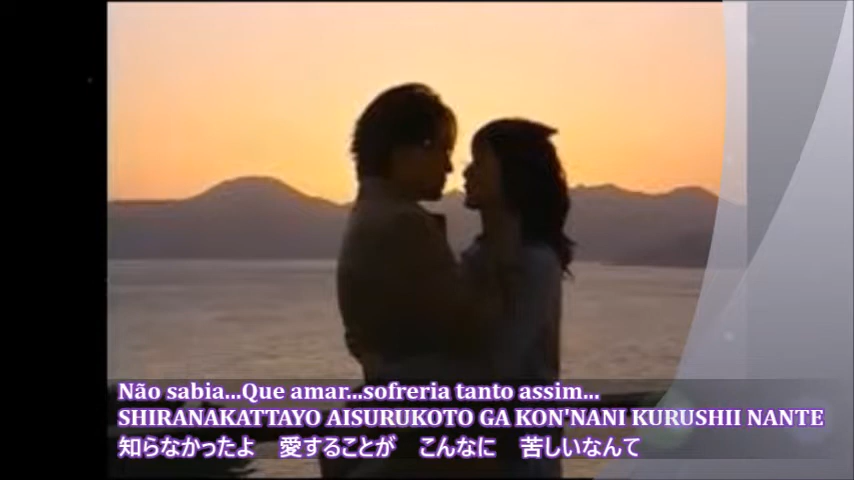 Não sabia...Que amar...sofreria tanto assim...
SHIRANAKATTAYO AISURUKOTO GA KON'NANI KURUSHII NANTE
知らなかったよ　愛することが　こんなに　苦しいなんて